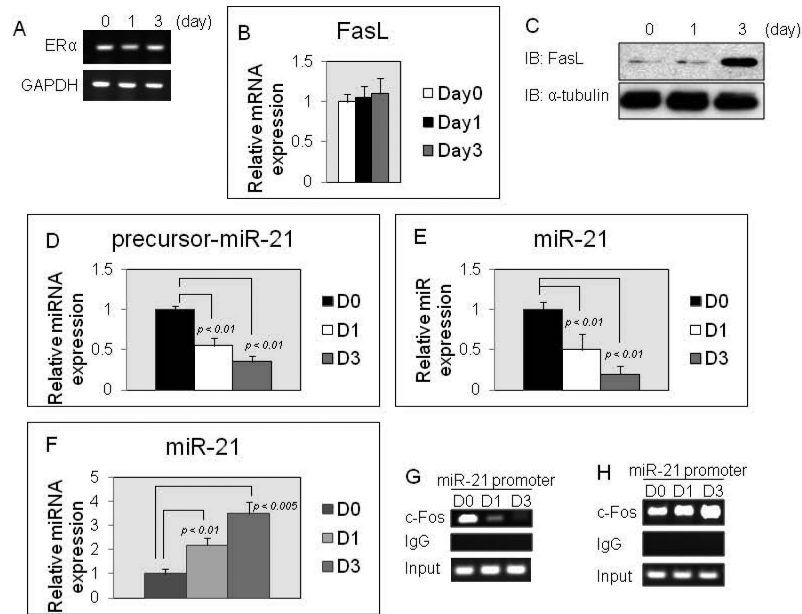 A
0 1 3 (day)
ERα
GAPDH
B
FasL
Relative mRNA
expression
1.5
1
0.5
0
Day0
Day1
Day3
C
0 1 3 (day)
IB: FasL
IB: α-tubulin
D
precursor-miR-21
Relative miRNA
expression
1.5
1
0.5
0
p < 0.01
p < 0.01
D0
D1
D3
E
miR-21
Relative miR
expression
1.5
1
0.5
0
p < 0.01
p < 0.01
D0
D1
D3
F
miR-21
Relative miRNA
expression
5
4
3
2
1
0
p < 0.01
p < 0.005
D0
D1
D3
G
miR-21 promoter
D0 D1 D3
c-Fos
IgG
Input
H
miR-21 promoter
D0 D1 D3
c-Fos
IgG
Input